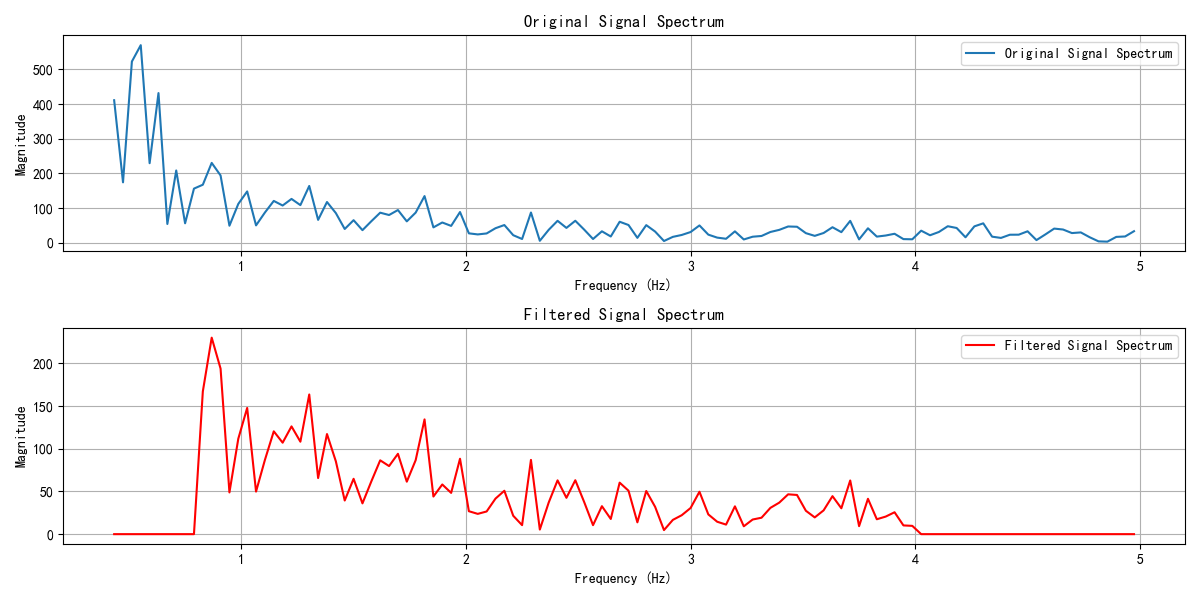 Original Signal Spectrum
Original Signal Spectrum
Magnitude
500
400
300
200
100
0
1
2
3
4
5
Frequency (Hz)
Filtered Signal Spectrum
Filtered Signal Spectrum
Magnitude
200
150
100
50
0
1
2
3
4
5
Frequency (Hz)